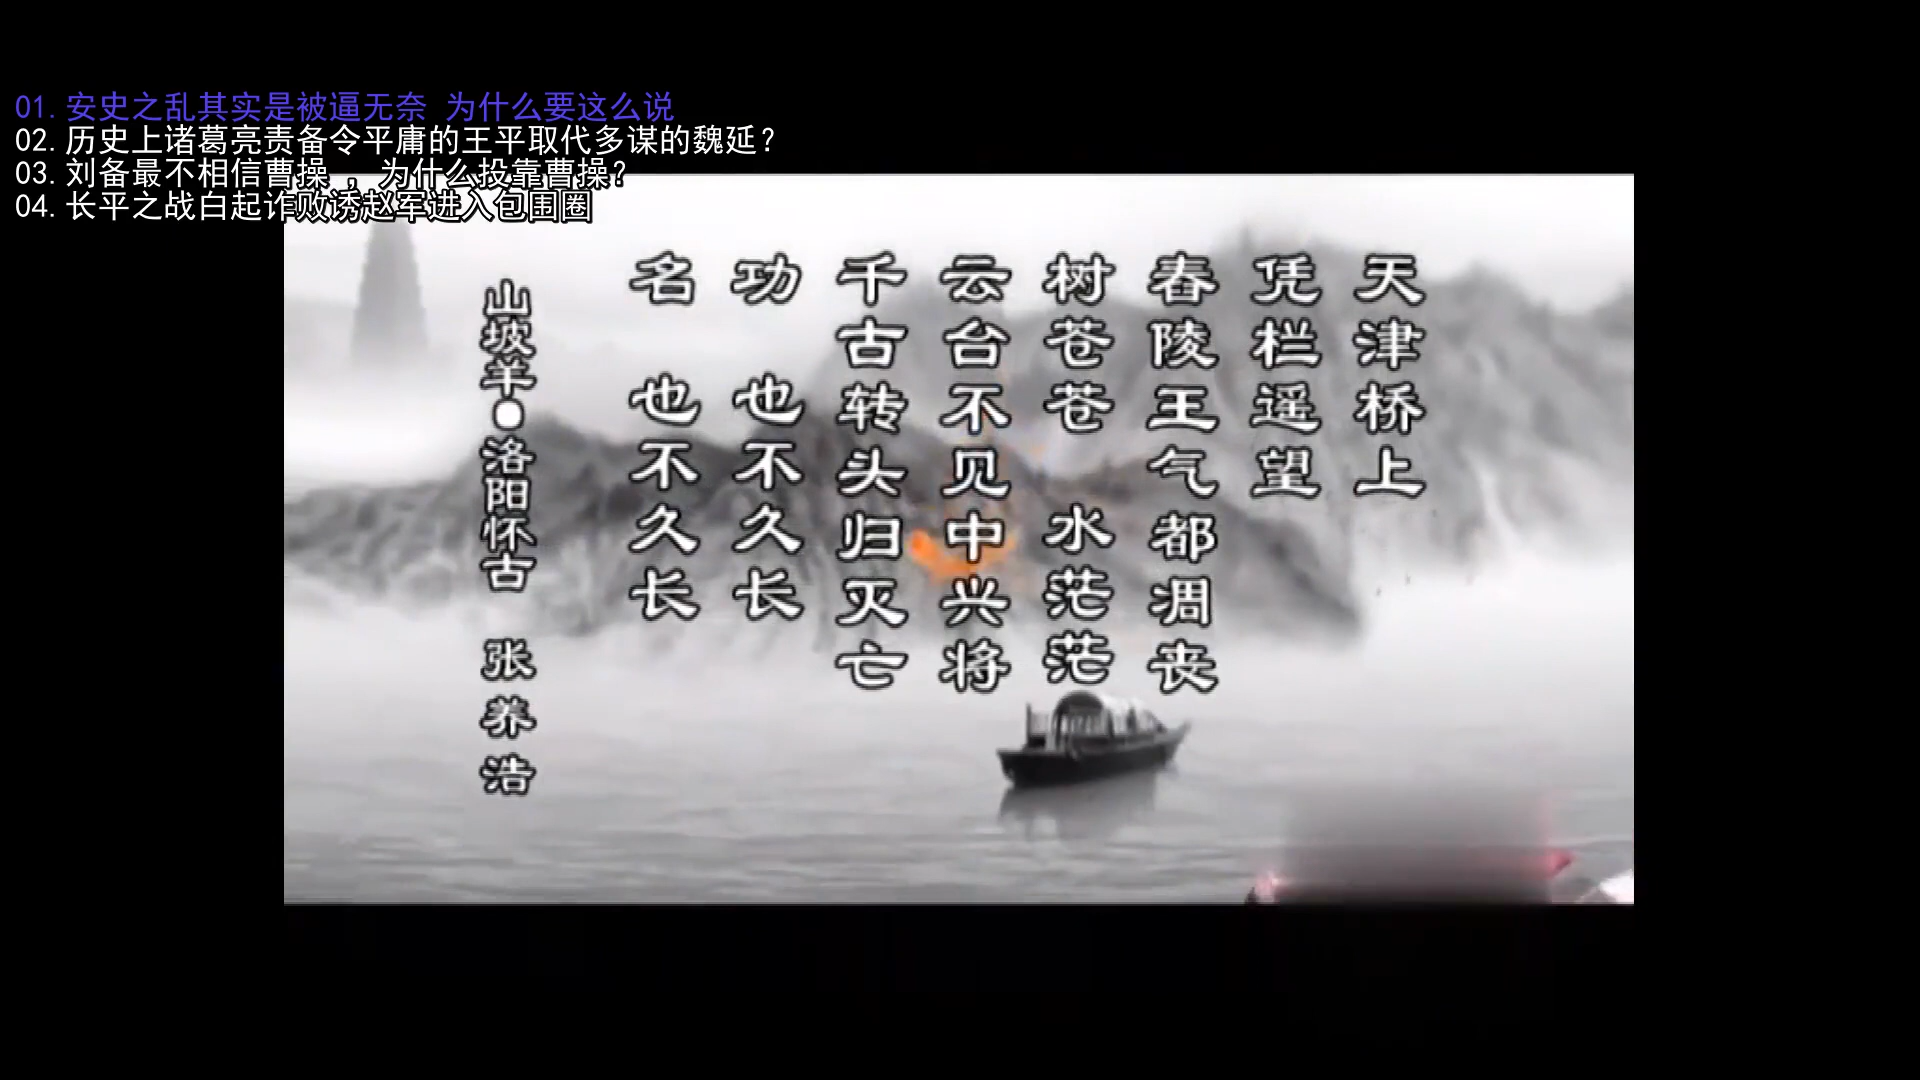 01. 安史之乱其实是被逼无奈 为什么要这么说
02. 历史上诸葛亮责备令平庸的王平取代多谋的魏延?
03. 刘备最不相信曹操 , 为什么投靠曹操?
04. 长平之战白起诈败诱赵军进入包围圈
天津桥上
凭栏遥望
春陵王气都凋丧
树苍苍 水茫茫
云台不见中兴将
千古转头归灭亡
功 也不久长
名 也不久长
山坡羊●洛阳怀古 张养浩